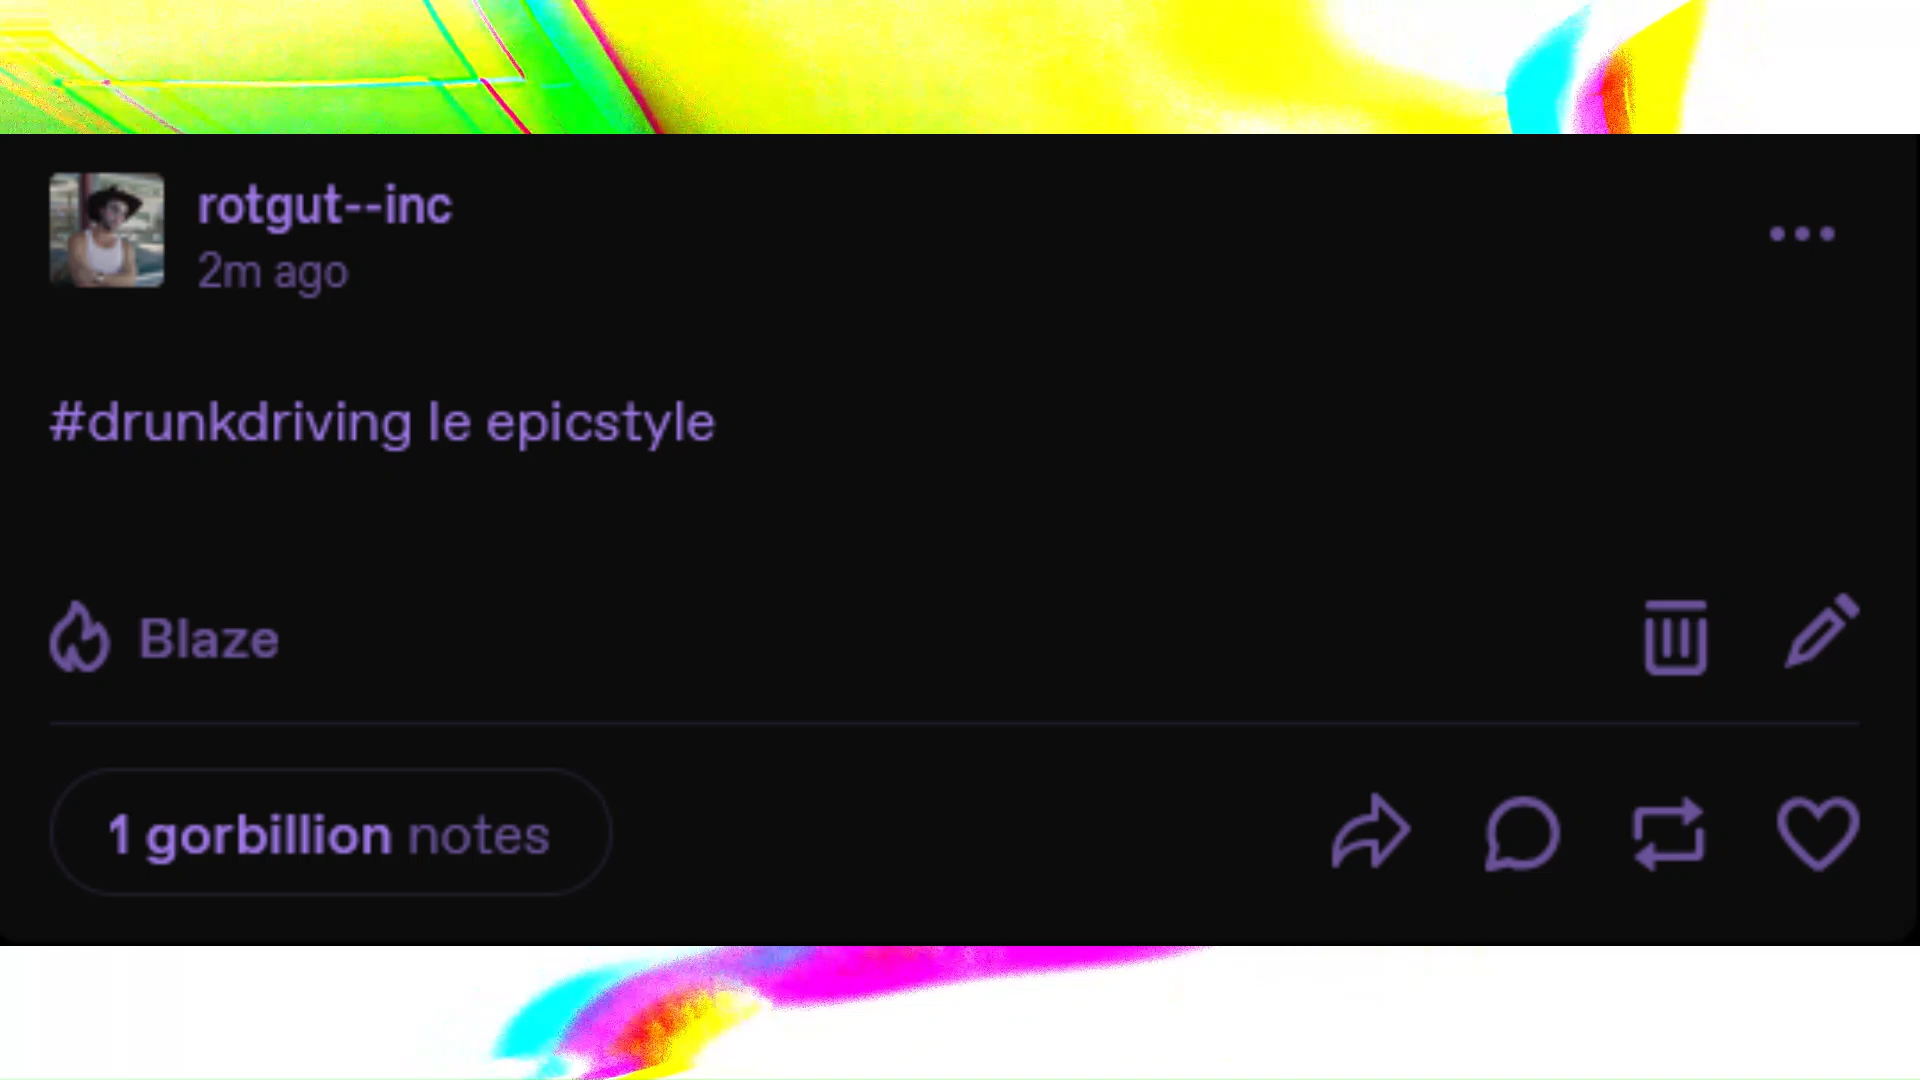 rotgut--inc
2m ago
#drunkdriving le epicstyle
Blaze
1 gorbillion notes